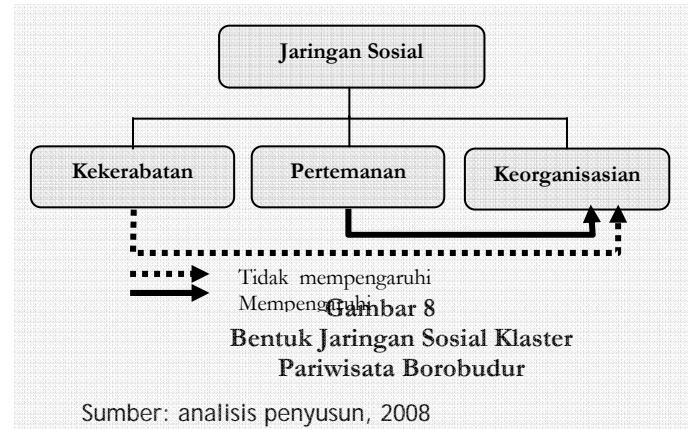 Jaringan Sosial
Kekerabatan Pertemanan Keorganisasian
Tidak mempengaruhi
Mempengaruhi
Gambar 8
Bentuk Jaringan Sosial Klaster
Pariwisata Borobudur
Sumber: analisis penyusun, 2008